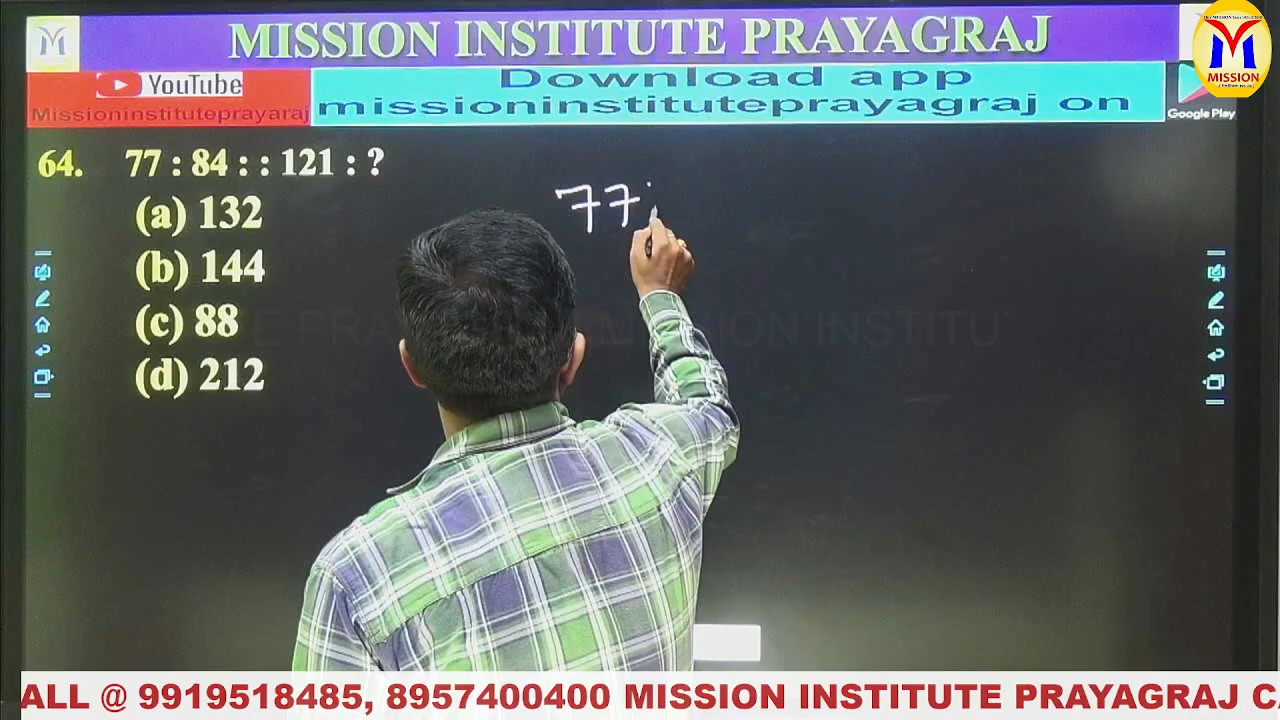 MISSION INSTITUTE PRAYAGRAJ
YouTube
Missioninstituteprayaraj
Download app
missioninstituteprayagraj on
Google Play
MISSION
64. 77 : 84 : : 121 : ?
(a) 132
(b) 144
(c) 88
(d) 212
77
ALL @ 9919518485, 8957400400 MISSION INSTITUTE PRAYAGRAJ CA